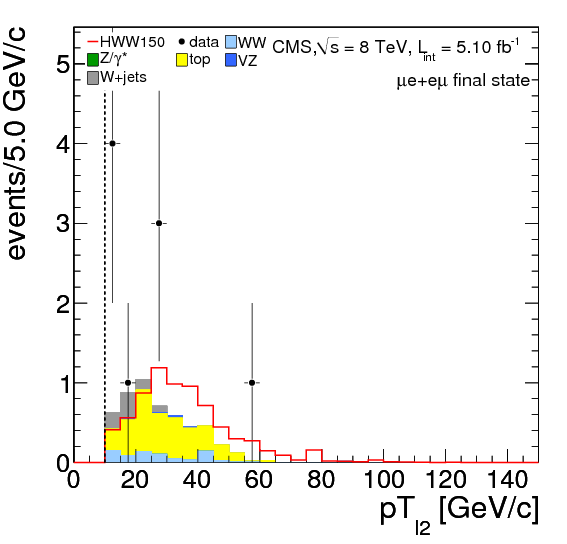 HWW150 data WW CMS,√s = 8 TeV, L_int = 5.10 fb⁻¹
Z/γ* top VZ
W+jets μe+eμ final state
events/5.0 GeV/c
5
4
3
2
1
0
0 20 40 60 80 100 120 140
pT_l2 [GeV/c]